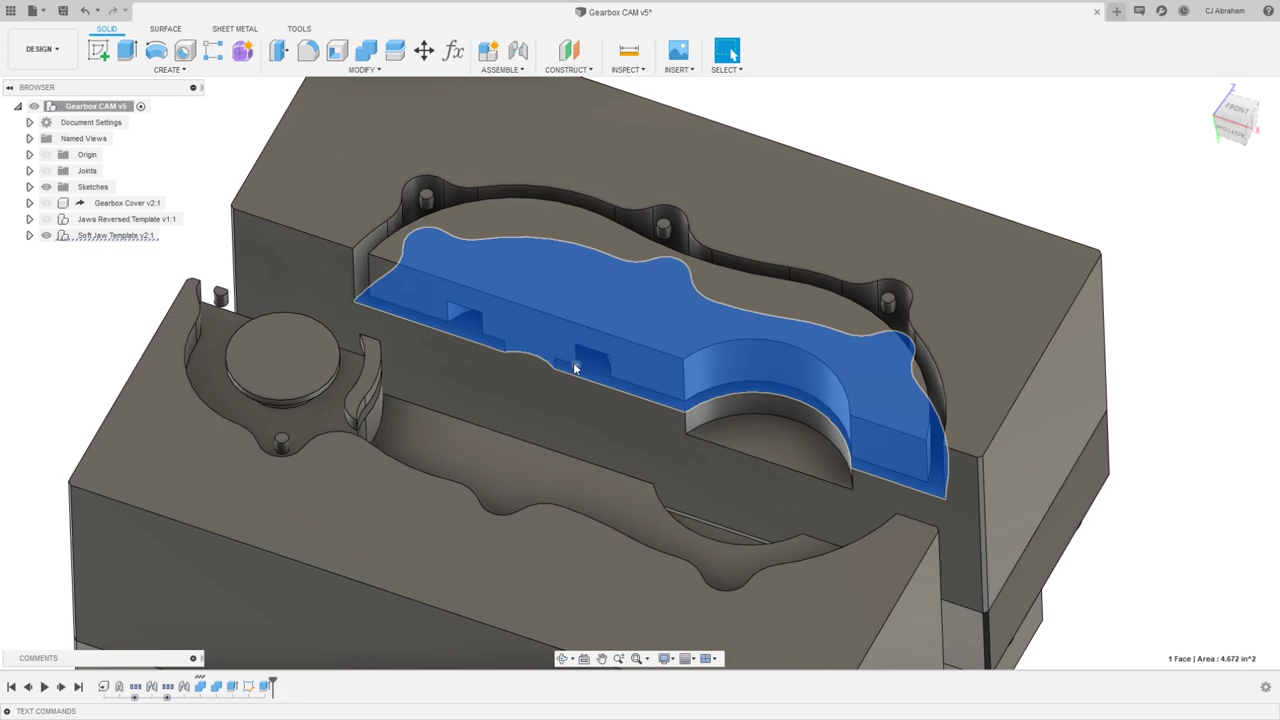 Gearbox CAM v5*
CJ Abraham
DESIGN
SOLID
SURFACE
SHEET METAL
TOOLS
CREATE
MODIFY
ASSEMBLE
CONSTRUCT
INSPECT
INSERT
SELECT
fx
BROWSER
Gearbox CAM v5
Document Settings
Named Views
Origin
Joints
Sketches
Gearbox Cover v2:1
Jaws Reversed Template v1:1
Soft Jaw Template v2:1
Z
FRONT
BOTTOM
X
COMMENTS
1 Face | Area : 4.672 in^2
TEXT COMMANDS